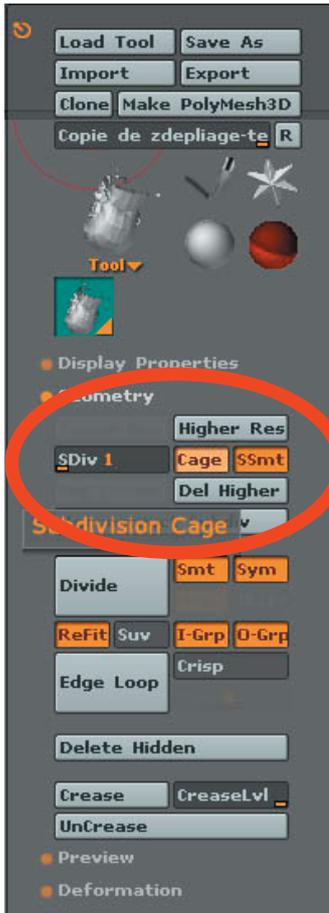 Load Tool Save As
Import Export
Clone Make PolyMesh3D
Copie de zdepliage-te R
Tool
Display Properties
Geometry
Higher Res
SDiv 1 Cage SSmt
Del Higher
Subdivision Cage
Divide Smt Sym
ReFit Suv I-Grp O-Grp
Edge Loop Crisp
Delete Hidden
Crease CreaseLvl
UnCrease
Preview
Deformation